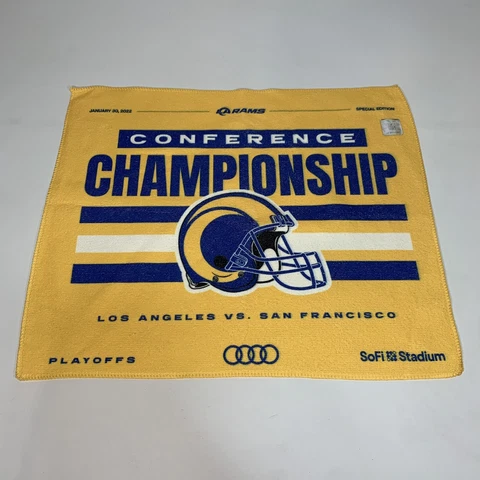 JANUARY 30, 2022 RAMS SPECIAL EDITION
CONFERENCE
CHAMPIONSHIP
LOS ANGELES VS. SAN FRANCISCO
PLAYOFFS SoFi Stadium